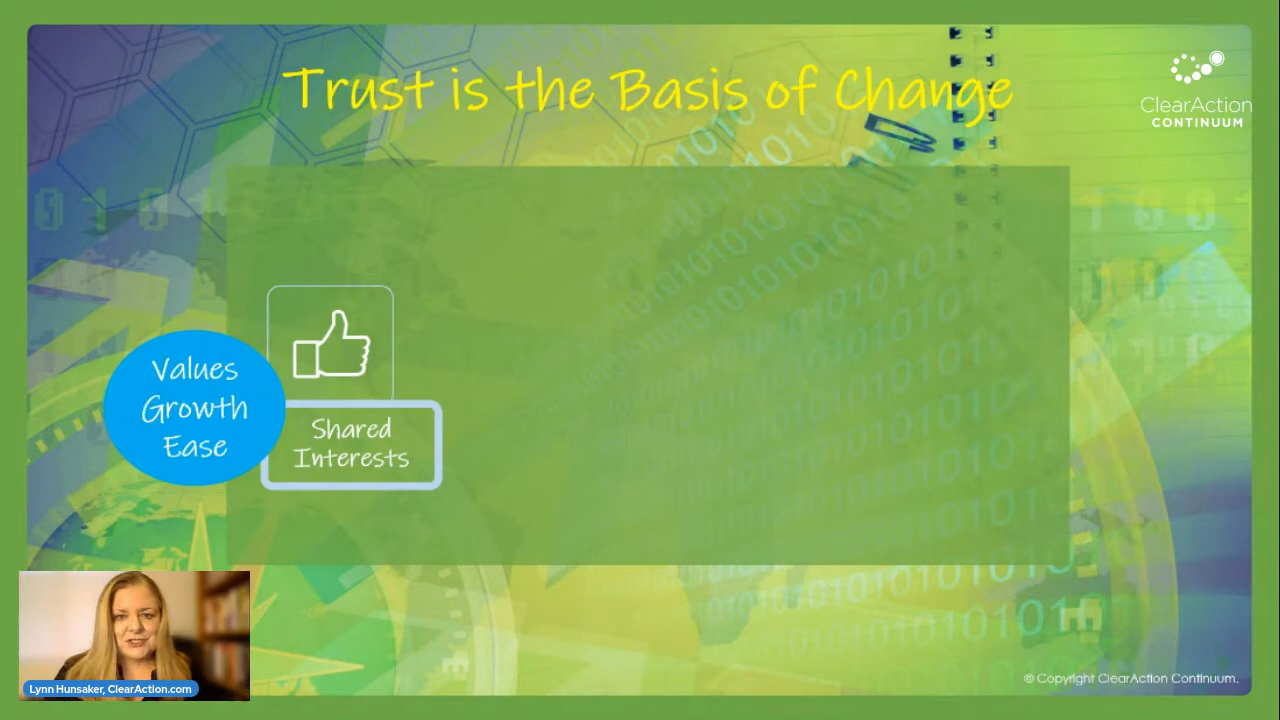 Trust is the Basis of Change
ClearAction
CONTINUUM
Values
Growth
Ease
Shared
Interests
Lynn Hunsaker, ClearAction.com
© Copyright ClearAction Continuum.